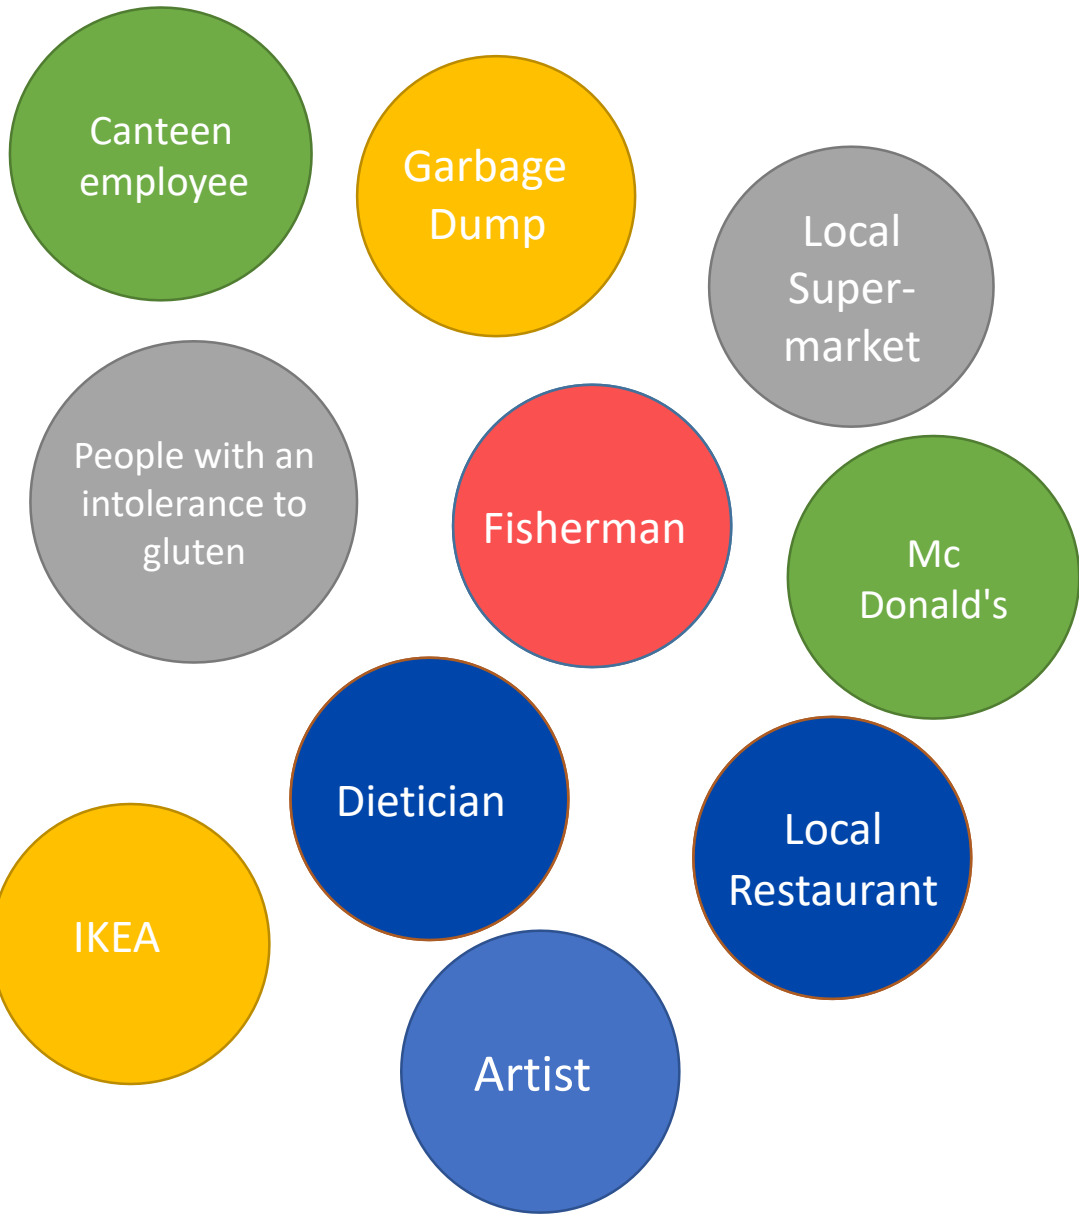 Canteen
employee
Garbage
Dump
Local
Super-
market
People with an
intolerance to
gluten
Fisherman
Mc
Donald's
Dietician
Local
Restaurant
IKEA
Artist